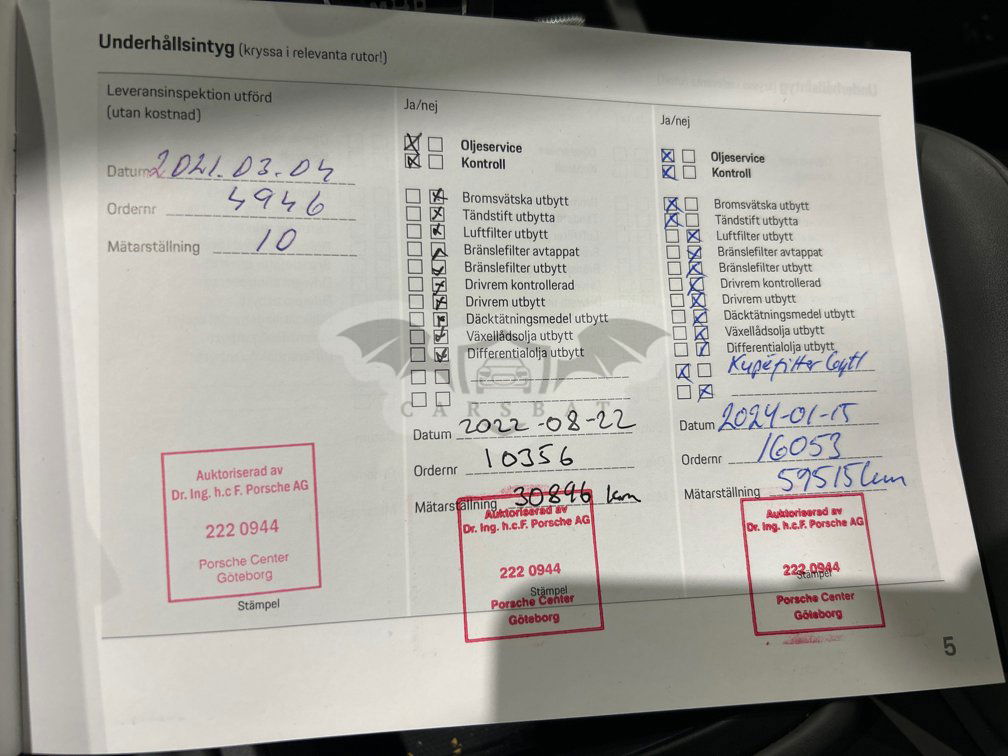 Underhållsintyg (kryssa i relevanta rutor!)
Leveransinspektion utförd
(utan kostnad)
Datum 2021.03.04
Ordernr 4946
Mätarställning 10
Auktoriserad av
Dr. Ing. h.c F. Porsche AG
222 0944
Porsche Center
Göteborg
Stämpel
Ja/nej
Oljeservice
Kontroll
Bromsvätska utbytt
Tändstift utbytta
Luftfilter utbytt
Bränslefilter avtappat
Bränslefilter utbytt
Drivrem kontrollerad
Drivrem utbytt
Däcktätningsmedel utbytt
Växellådsolja utbytt
Differentialolja utbytt
Datum 2022-08-22
Ordernr 10356
Mätarställning 30896 km
Auktoriserad av
Dr. Ing. h.c.F. Porsche AG
222 0944
Stämpel
Porsche Center
Göteborg
Ja/nej
Oljeservice
Kontroll
Bromsvätska utbytt
Tändstift utbytta
Luftfilter utbytt
Bränslefilter avtappat
Bränslefilter utbytt
Drivrem kontrollerad
Drivrem utbytt
Däcktätningsmedel utbytt
Växellådsolja utbytt
Differentialolja utbytt
Kupéfilter bytt
Datum 2024-01-15
Ordernr 16053
Mätarställning 59515 km
Auktoriserad av
Dr. Ing. h.c.F. Porsche AG
222 0944
Stämpel
Porsche Center
Göteborg
5
CARSBAT